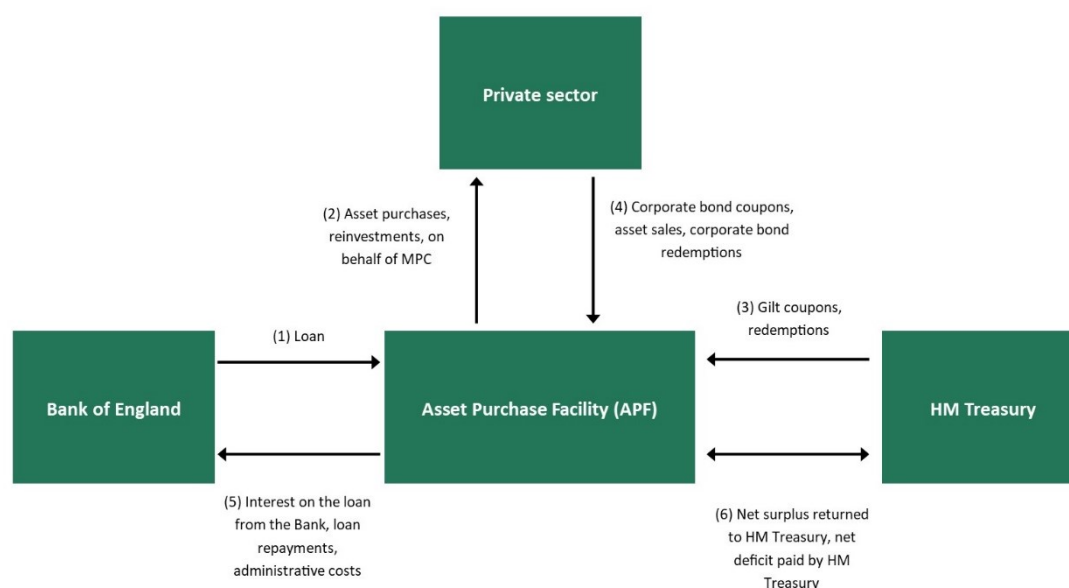 Private sector
(2) Asset purchases,
reinvestments, on
behalf of MPC
(4) Corporate bond coupons,
asset sales, corporate bond
redemptions
(1) Loan
(3) Gilt coupons,
redemptions
Bank of England
Asset Purchase Facility (APF)
HM Treasury
(5) Interest on the loan
from the Bank, loan
repayments,
administrative costs
(6) Net surplus returned
to HM Treasury, net
deficit paid by HM
Treasury